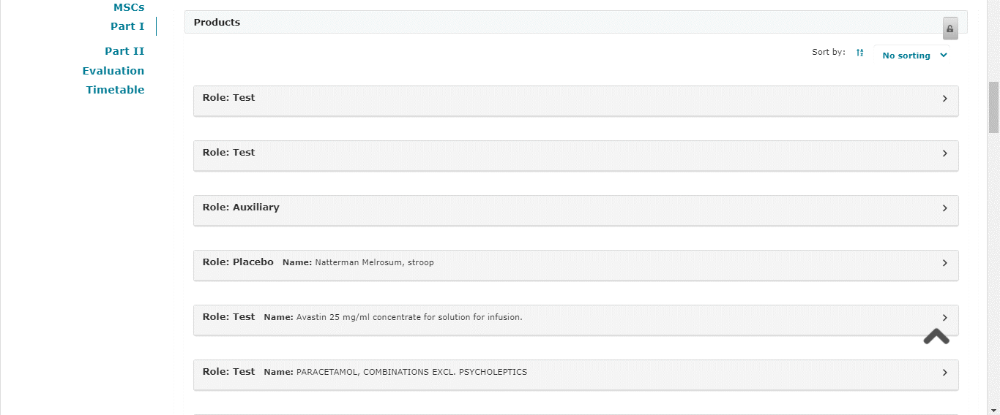 MSCs
Part I
Part II
Evaluation
Timetable
Products
Sort by: No sorting
Role: Test
Role: Test
Role: Auxiliary
Role: Placebo Name: Natterman Melrosum, stroop
Role: Test Name: Avastin 25 mg/ml concentrate for solution for infusion.
Role: Test Name: PARACETAMOL, COMBINATIONS EXCL. PSYCHOLEPTICS